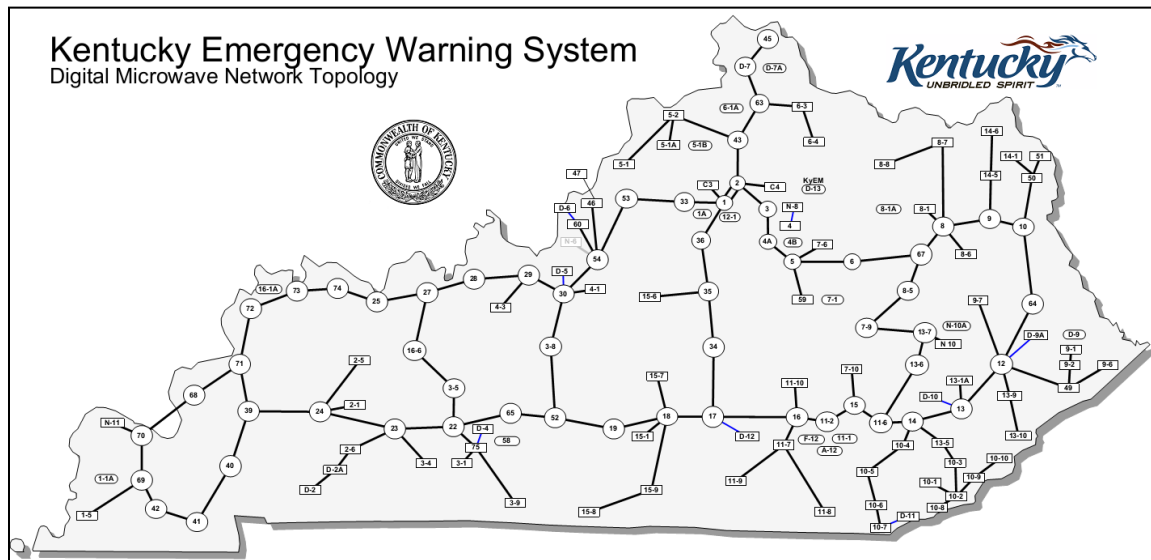 Kentucky Emergency Warning System
Digital Microwave Network Topology
Kentucky
UNBRIDLED SPIRIT
COMMONWEALTH OF KENTUCKY
UNITED WE STAND
DIVIDED WE FALL
45
D-7
D-7A
63
6-1A
6-3
5-2
14-6
43
5-1A
5-1B
6-4
8-7
14-1
51
5-1
8-8
47
C3
2
C4
KyEM
D-13
14-5
50
D-6
46
53
33
1
3
N-8
8-1A
8-1
9
60
1A
12-1
4
8
10
N-6
36
4A
4B
7-6
54
5
6
67
8-6
D-5
16-1A
73
74
28
29
30
4-1
15-6
35
59
7-1
8-5
9-7
64
72
25
27
4-3
7-9
13-7
N-10A
N 10
D-9A
D-9
16-6
3-8
34
9-1
71
2-5
13-6
12
9-2
9-6
68
3-5
15-7
11-10
7-10
13-1A
49
39
24
2-1
65
52
18
17
16
15
D-10
13
13-9
N-11
70
23
22
D-4
58
19
15-1
D-12
F-12
11-2
11-1
11-6
14
13-10
2-6
75
11-7
A-12
10-4
13-5
40
D-2A
3-4
3-1
10-5
10-3
10-10
1-1A
69
D-2
15-9
11-9
10-1
10-9
10-2
42
3-9
10-6
10-8
1-5
41
15-8
11-8
D-11
10-7